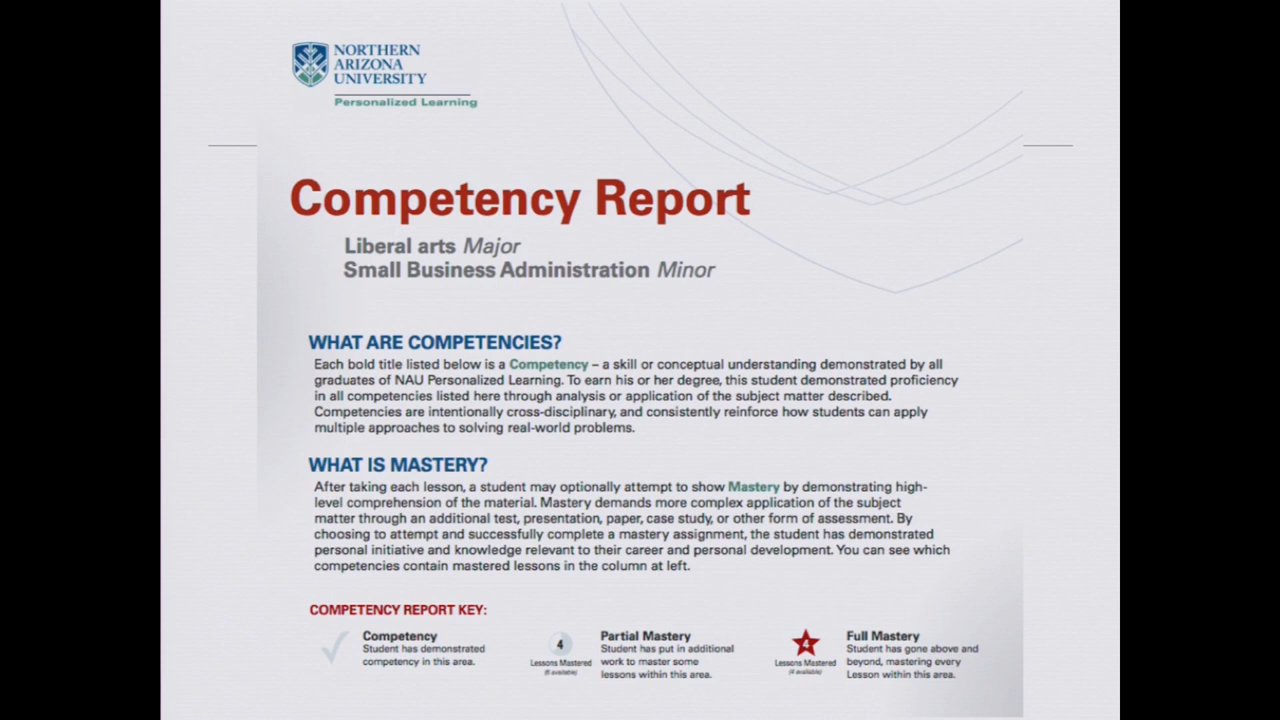 NORTHERN
ARIZONA
UNIVERSITY
Personalized Learning
Competency Report
Liberal arts Major
Small Business Administration Minor
WHAT ARE COMPETENCIES?
Each bold title listed below is a Competency – a skill or conceptual understanding demonstrated by all
graduates of NAU Personalized Learning. To earn his or her degree, this student demonstrated proficiency
in all competencies listed here through analysis or application of the subject matter described.
Competencies are intentionally cross-disciplinary, and consistently reinforce how students can apply
multiple approaches to solving real-world problems.
WHAT IS MASTERY?
After taking each lesson, a student may optionally attempt to show Mastery by demonstrating high-
level comprehension of the material. Mastery demands more complex application of the subject
matter through an additional test, presentation, paper, case study, or other form of assessment. By
choosing to attempt and successfully complete a mastery assignment, the student has demonstrated
personal initiative and knowledge relevant to their career and personal development. You can see which
competencies contain mastered lessons in the column at left.
COMPETENCY REPORT KEY:
Competency
Student has demonstrated
competency in this area.
4
Lessons Mastered
(6 available)
Partial Mastery
Student has put in additional
work to master some
lessons within this area.
4
Lessons Mastered
(4 available)
Full Mastery
Student has gone above and
beyond, mastering every
Lesson within this area.